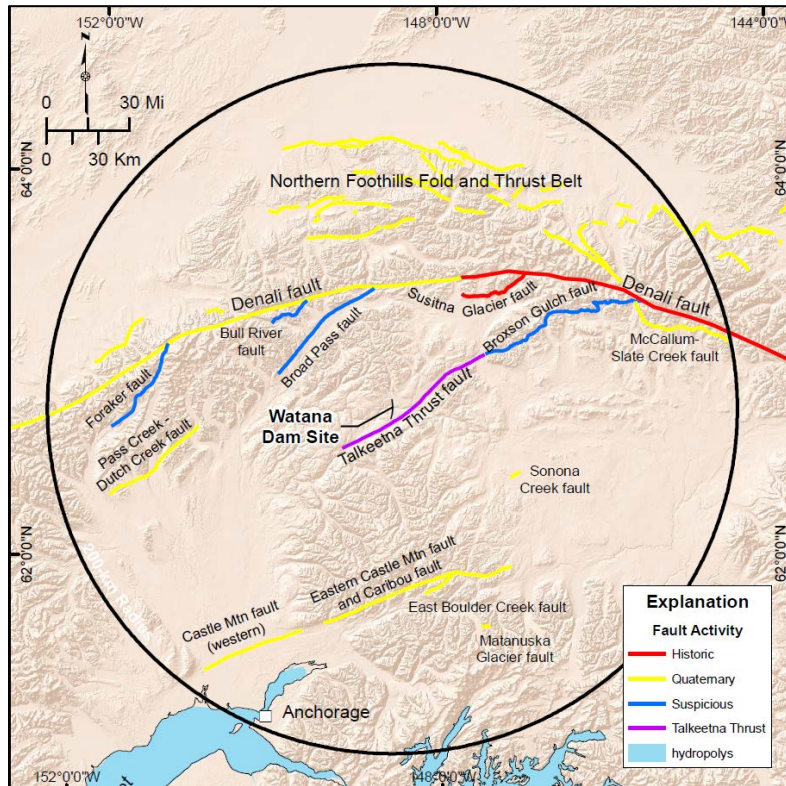 152°0'0"W
148°0'0"W
144°0'0"W
N
0 30 Mi
0 30 Km
64°0'0"N
64°0'0"N
Northern Foothills Fold and Thrust Belt
Denali fault
Susitna Glacier fault
Broxson Gulch fault
Denali fault
Bull River
fault
Broad Pass fault
McCallum-
Slate Creek fault
Foraker fault
Watana
Dam Site
Talkeetna Thrust fault
Pass Creek -
Dutch Creek fault
Sonona
Creek fault
62°0'0"N
62°0'0"N
200-km Radius
Eastern Castle Mtn fault
and Caribou fault
East Boulder Creek fault
Castle Mtn fault
(western)
Matanuska
Glacier fault
Anchorage
Explanation
Fault Activity
Historic
Quaternary
Suspicious
Talkeetna Thrust
hydropolys
152°0'0"W
148°0'0"W